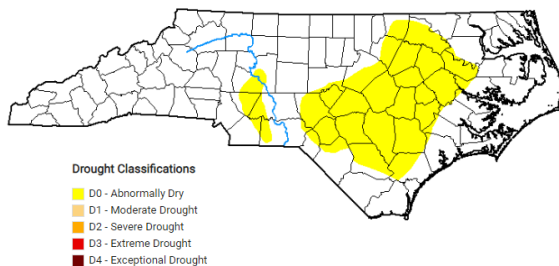 Drought Classifications
D0 - Abnormally Dry
D1 - Moderate Drought
D2 - Severe Drought
D3 - Extreme Drought
D4 - Exceptional Drought